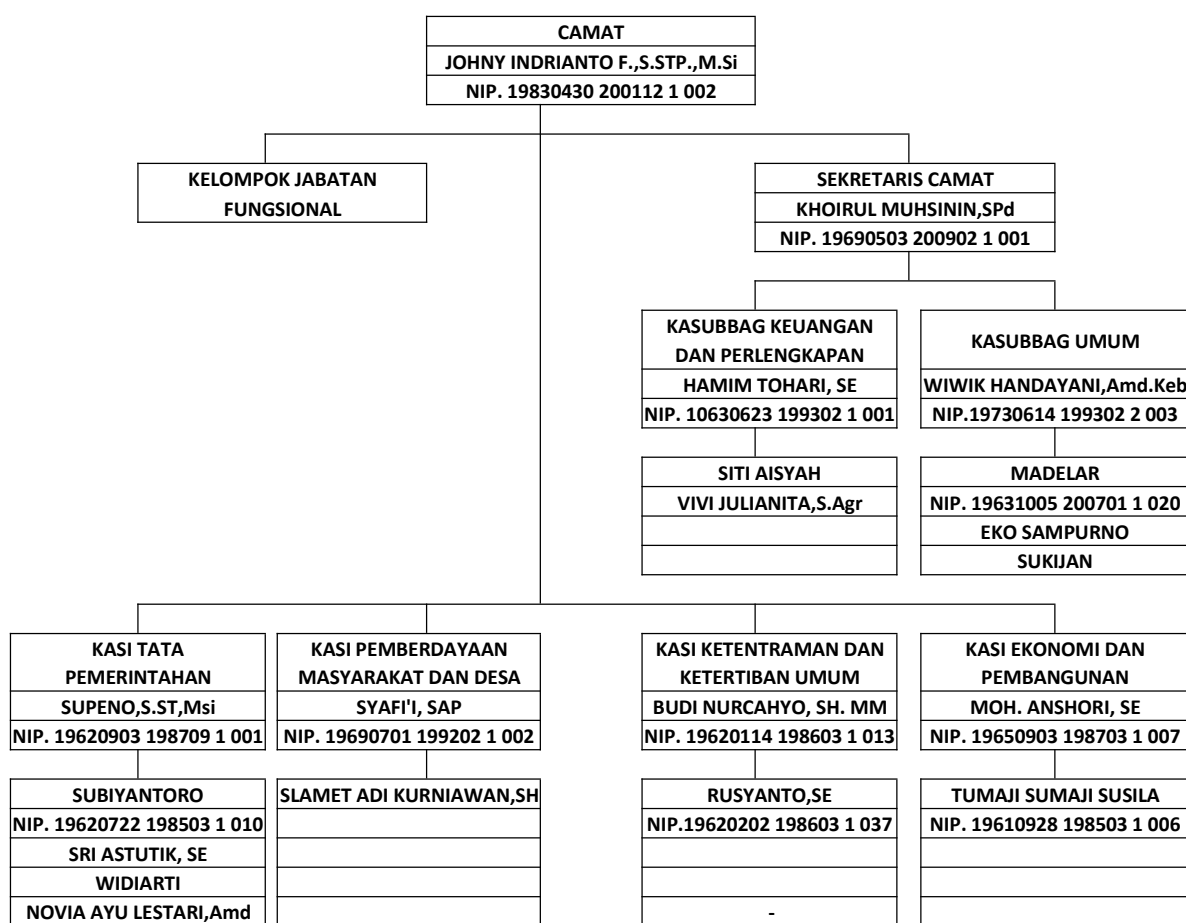 CAMAT
JOHNY INDRIANTO F.,S.STP.,M.Si
NIP. 19830430 200112 1 002
KELOMPOK JABATAN
FUNGSIONAL
SEKRETARIS CAMAT
KHOIRUL MUHSININ,SPd
NIP. 19690503 200902 1 001
KASUBBAG KEUANGAN
DAN PERLENGKAPAN
HAMIM TOHARI, SE
NIP. 10630623 199302 1 001
KASUBBAG UMUM
WIWIK HANDAYANI,Amd.Keb
NIP.19730614 199302 2 003
SITI AISYAH
VIVI JULIANITA,S.Agr
MADELAR
NIP. 19631005 200701 1 020
EKO SAMPURNO
SUKIJAN
KASI TATA
PEMERINTAHAN
SUPENO,S.ST,Msi
NIP. 19620903 198709 1 001
KASI PEMBERDAYAAN
MASYARAKAT DAN DESA
SYAFI'I, SAP
NIP. 19690701 199202 1 002
KASI KETENTRAMAN DAN
KETERTIBAN UMUM
BUDI NURCAHYO, SH. MM
NIP. 19620114 198603 1 013
KASI EKONOMI DAN
PEMBANGUNAN
MOH. ANSHORI, SE
NIP. 19650903 198703 1 007
SUBIYANTORO
NIP. 19620722 198503 1 010
SRI ASTUTIK, SE
WIDIARTI
NOVIA AYU LESTARI,Amd
SLAMET ADI KURNIAWAN,SH
RUSYANTO,SE
NIP.19620202 198603 1 037
-
TUMAJI SUMAJI SUSILA
NIP. 19610928 198503 1 006